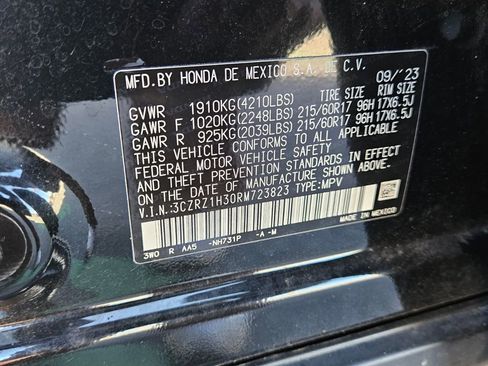 MFD.BY HONDA DE MEXICO S.A. DE C.V. 09/'23
TIRE SIZE RIM SIZE
GVWR 1910KG(4210LBS)
GAWR F 1020KG(2248LBS) 215/60R17 96H 17X6.5J
GAWR R 925KG(2039LBS) 215/60R17 96H 17X6.5J
THIS VEHICLE CONFORMS TO ALL APPLICABLE
FEDERAL MOTOR VEHICLE SAFETY, BUMPER,
AND THEFT PREVENTION STANDARDS IN EFFECT
ON THE DATE OF MANUFACTURE SHOWN ABOVE.
V.I.N.:3CZRZ1H30RM723823 TYPE:MPV
3W0 R AA5 -NH731P -A -M
MADE IN MEXICO